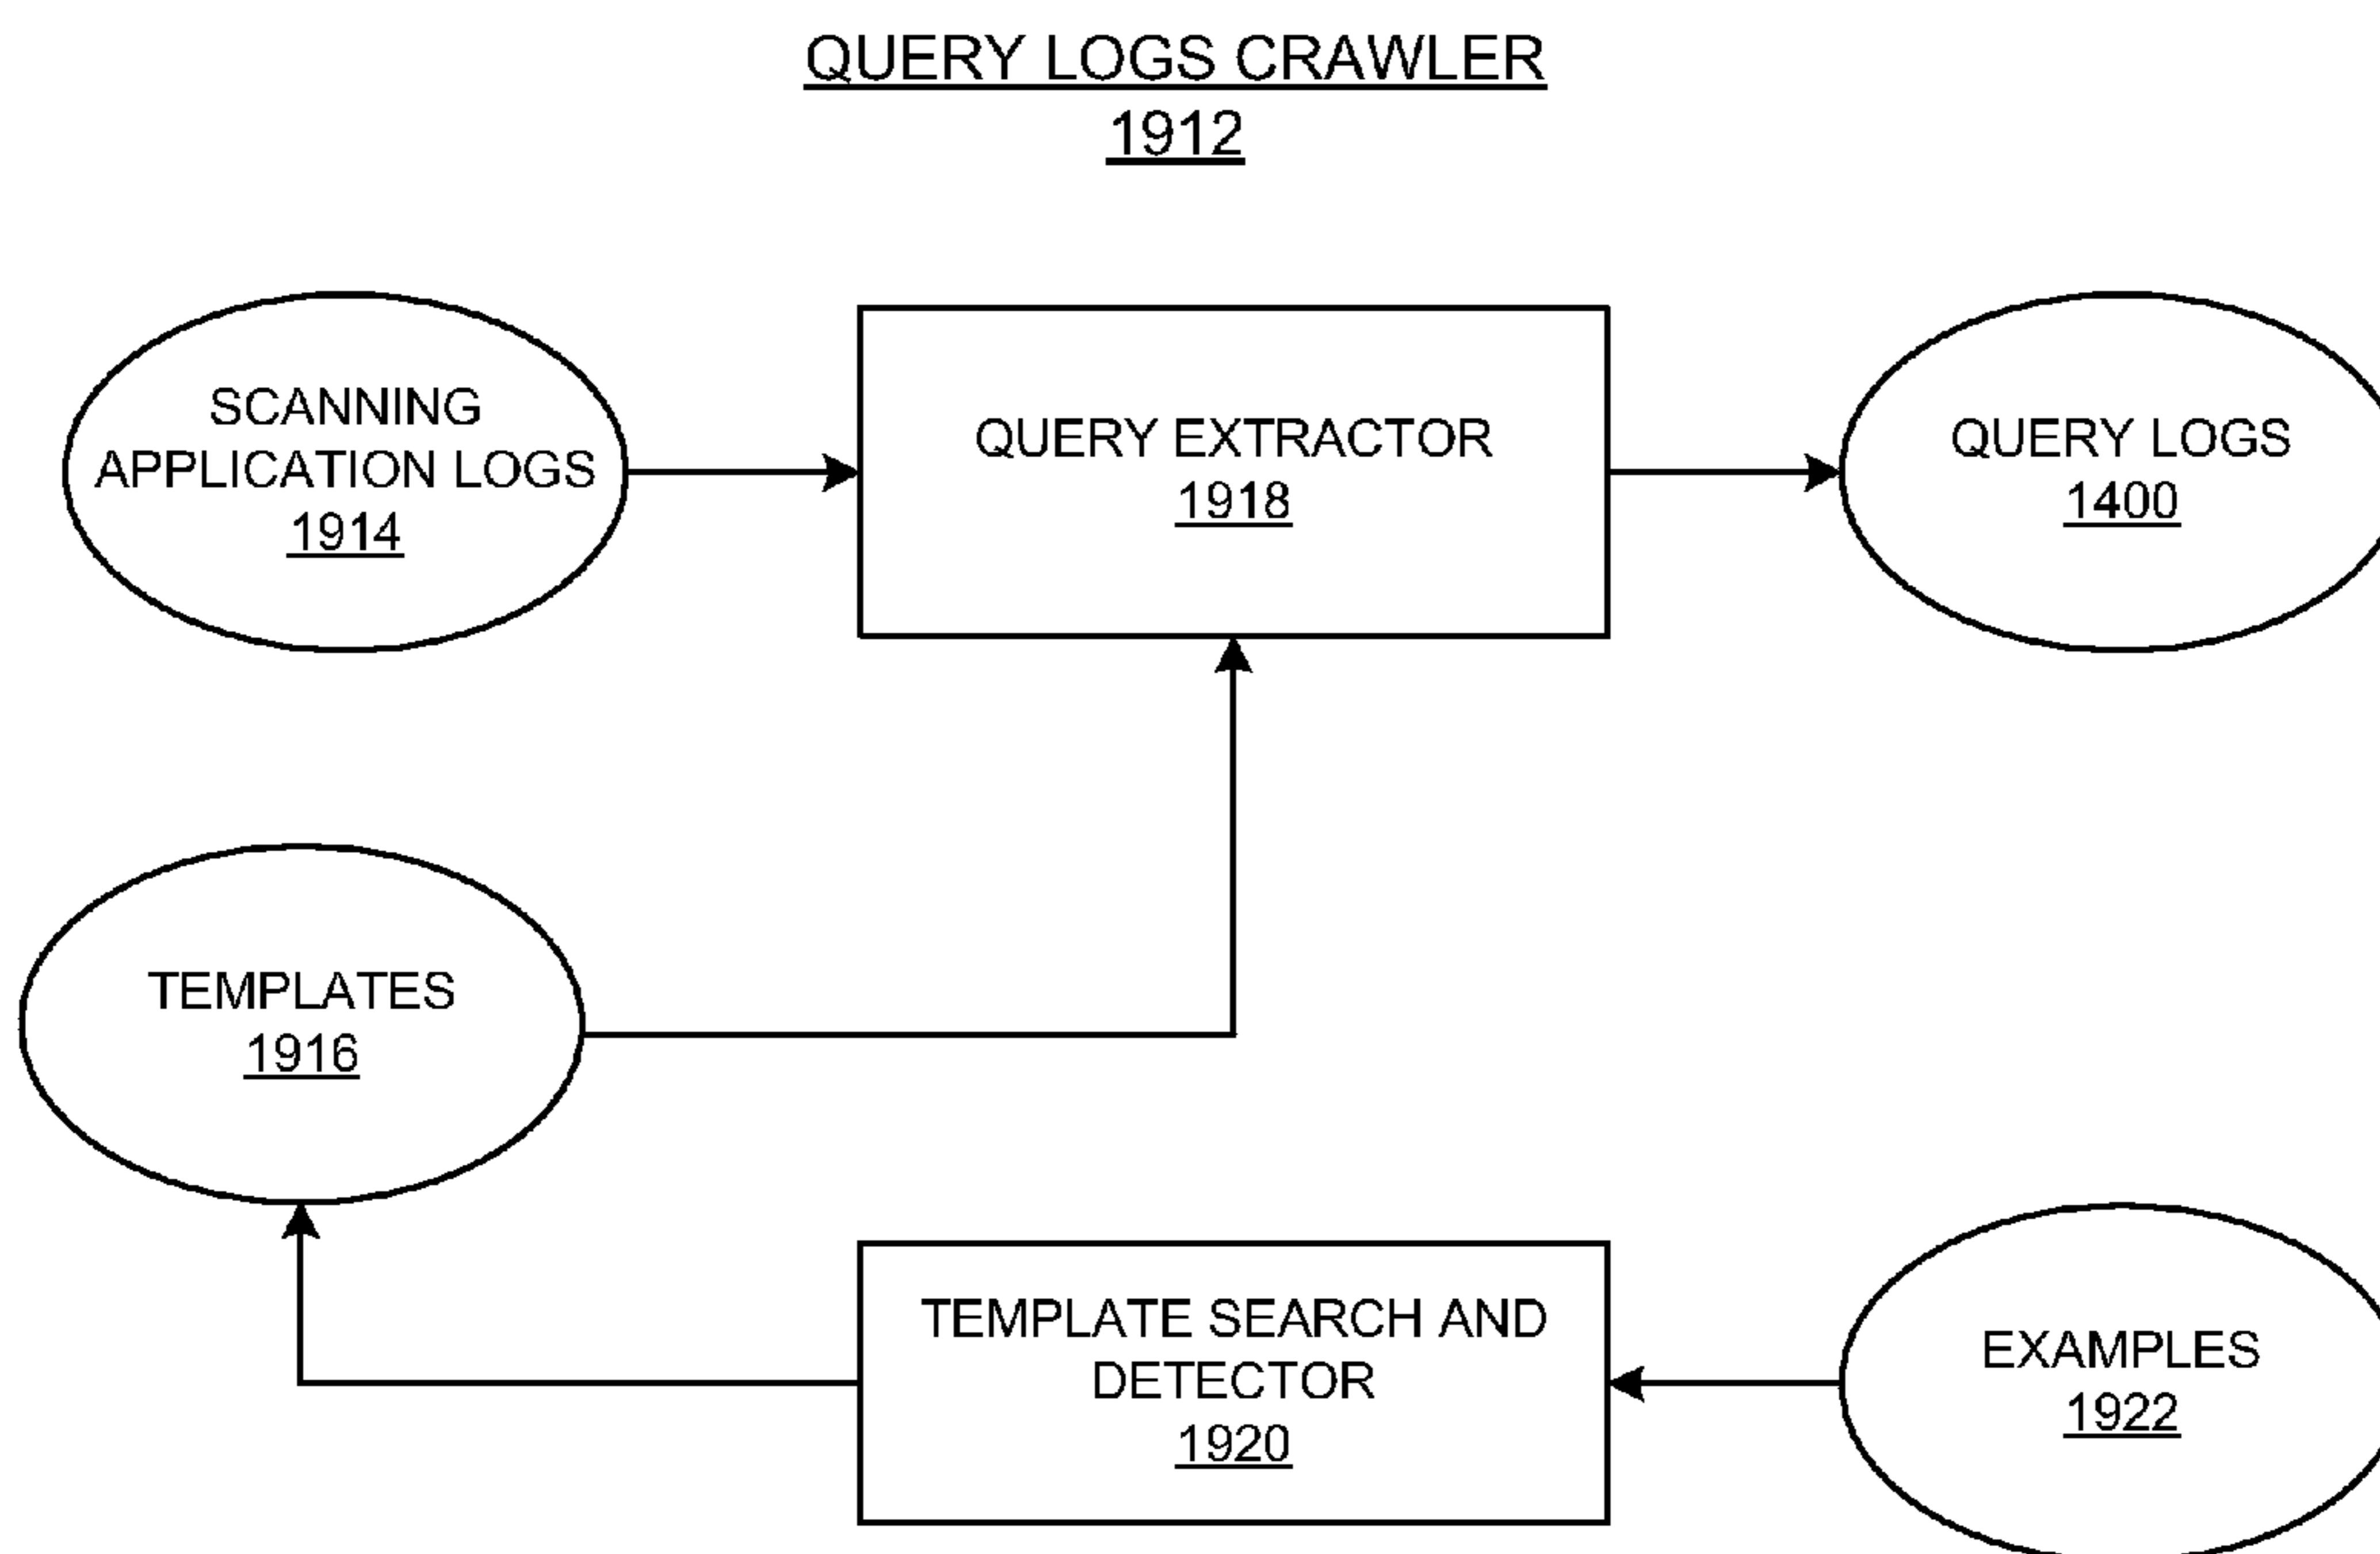 QUERY LOGS CRAWLER
1912
SCANNING
APPLICATION LOGS
1914
QUERY EXTRACTOR
1918
QUERY LOGS
1400
TEMPLATES
1916
TEMPLATE SEARCH AND
DETECTOR
1920
EXAMPLES
1922